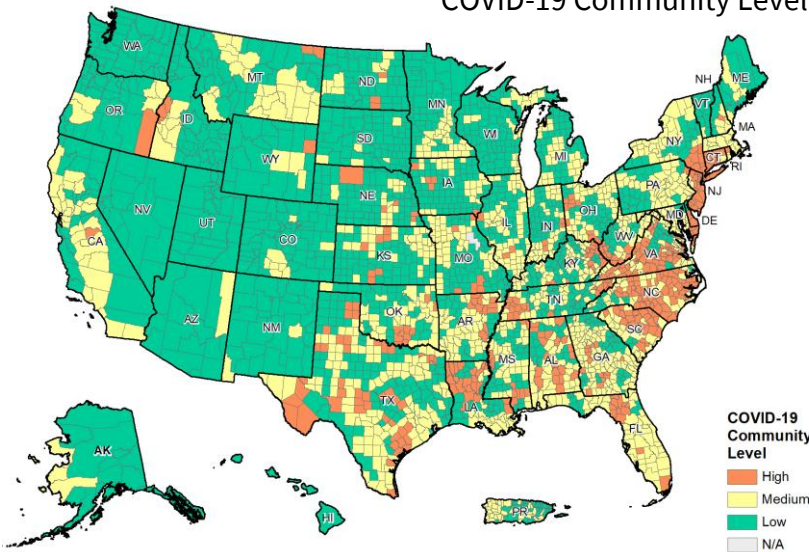 COVID-19 Community Level
WA
MT
ND
MN
OR
ID
SD
WI
WY
MI
NH
ME
VT
NY
MA
CT
RI
NV
UT
NE
IA
PA
NJ
CO
KS
MO
IL
IN
OH
MD
DE
WV
VA
CA
KY
AZ
NM
OK
AR
TN
NC
SC
TX
LA
MS
AL
GA
FL
AK
HI
PR
COVID-19
Community
Level
High
Medium
Low
N/A